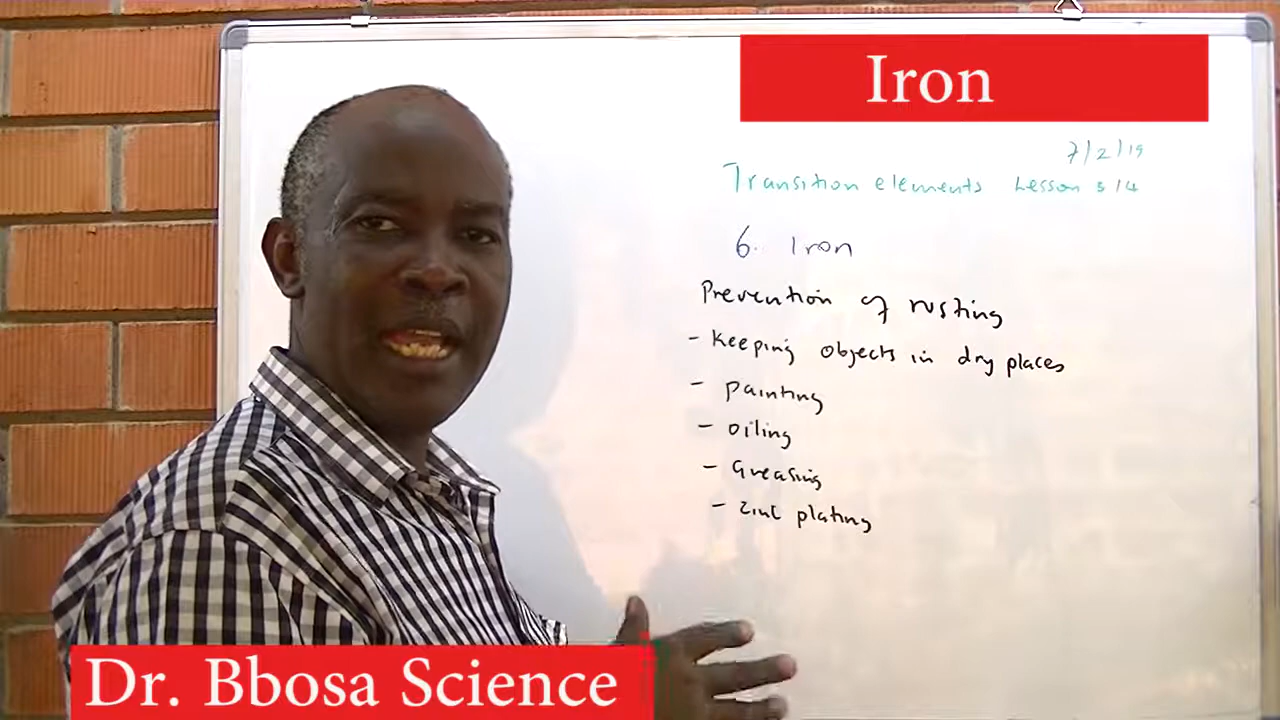 Iron
7/2/19
Transition elements Lesson 3/4
6. Iron
Prevention of rusting
- Keeping objects in dry places
- painting
- oiling
- Greasing
- zinc plating
Dr. Bbosa Science